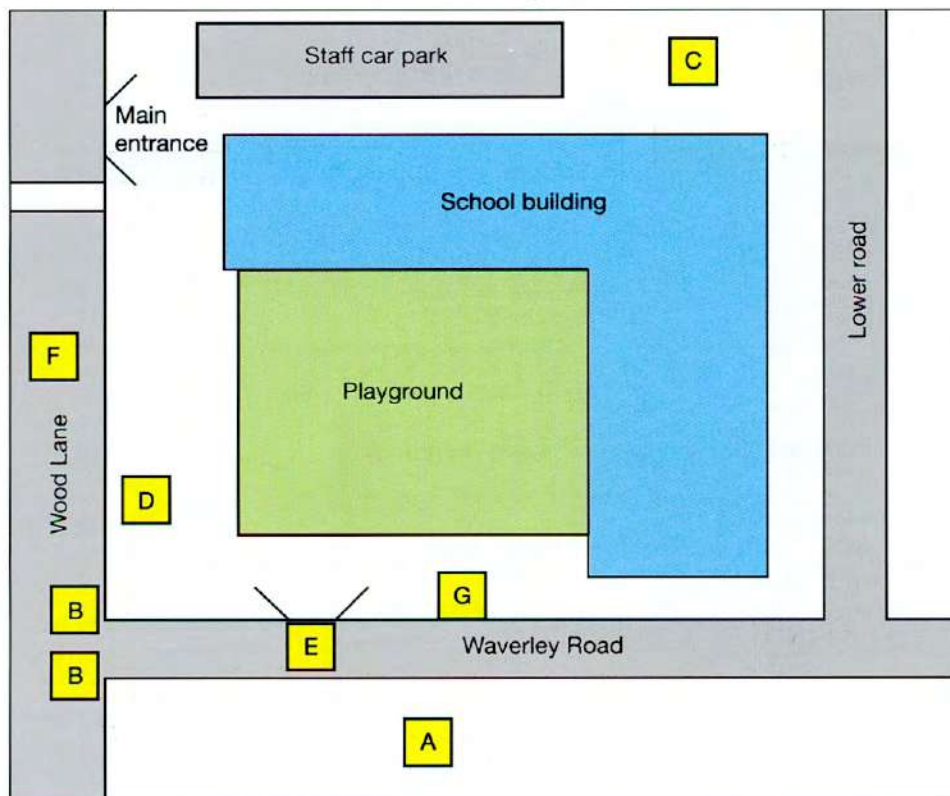 Staff car park
C
Main
entrance
School building
Lower road
F
Playground
Wood Lane
D
B
G
E
Waverley Road
B
A